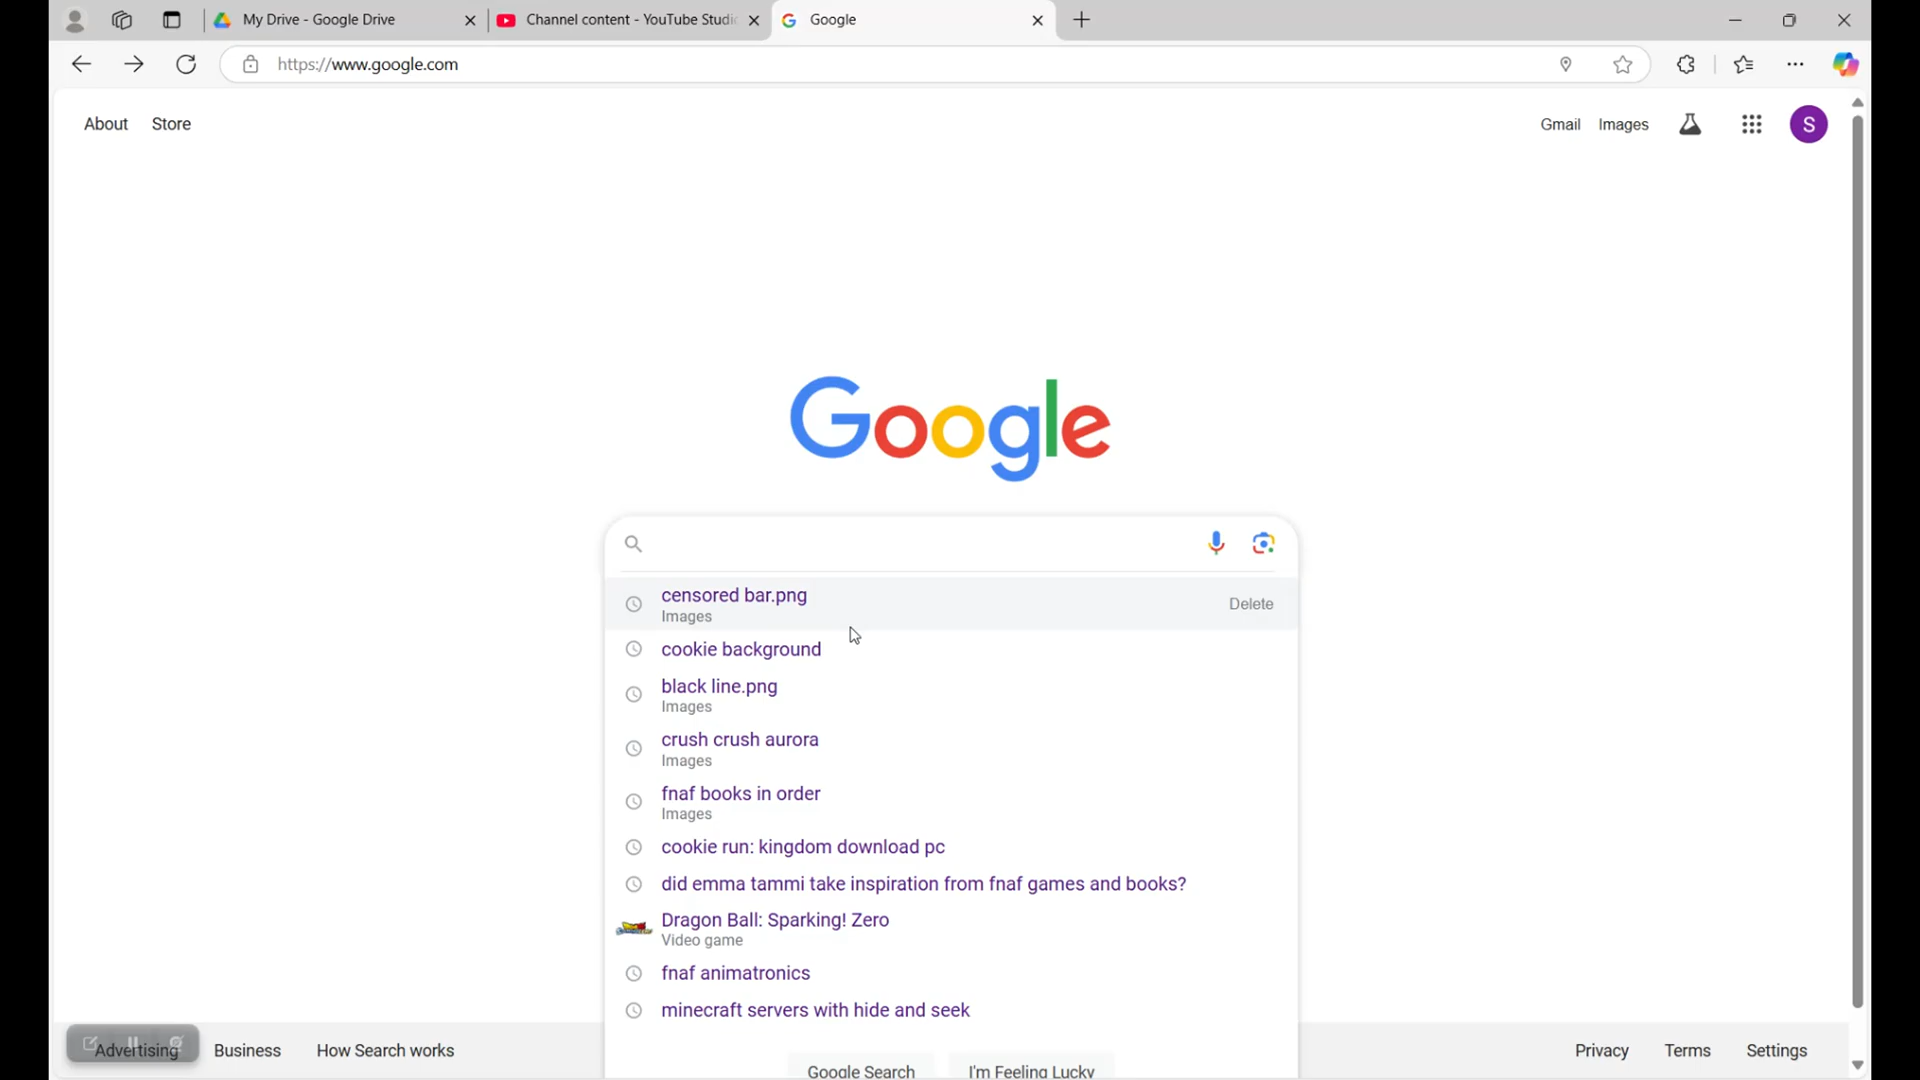 My Drive - Google Drive
Channel content - YouTube Studi
Google
https://www.google.com
About Store
Gmail Images
S
Google
censored bar.png
Images
Delete
cookie background
black line.png
Images
crush crush aurora
Images
fnaf books in order
Images
cookie run: kingdom download pc
did emma tammi take inspiration from fnaf games and books?
Dragon Ball: Sparking! Zero
Video game
fnaf animatronics
minecraft servers with hide and seek
Advertising Business How Search works
Privacy Terms Settings
Google Search I'm Feeling Lucky